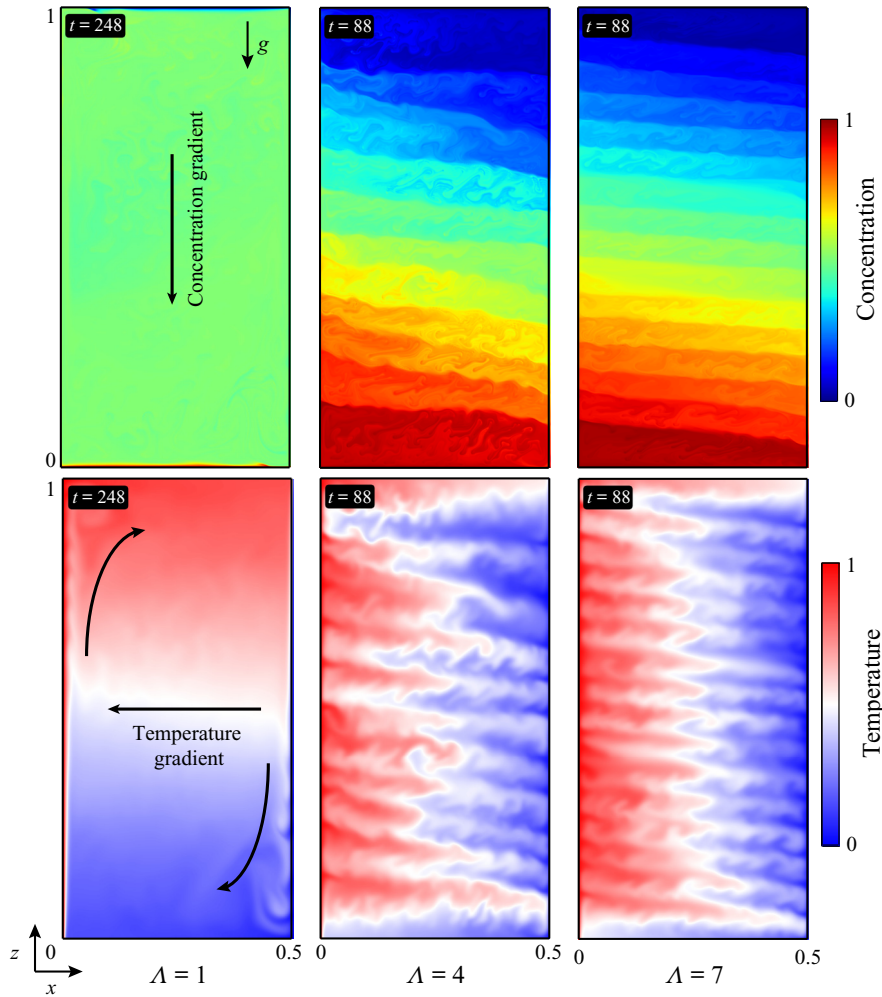 1
t = 248
g
Concentration gradient
0
t = 88
t = 88
1
Concentration
0
1
t = 248
Temperature
gradient
t = 88
t = 88
1
Temperature
0
z
x
0.5
0
0.5
0
0.5
Λ = 1
Λ = 4
Λ = 7